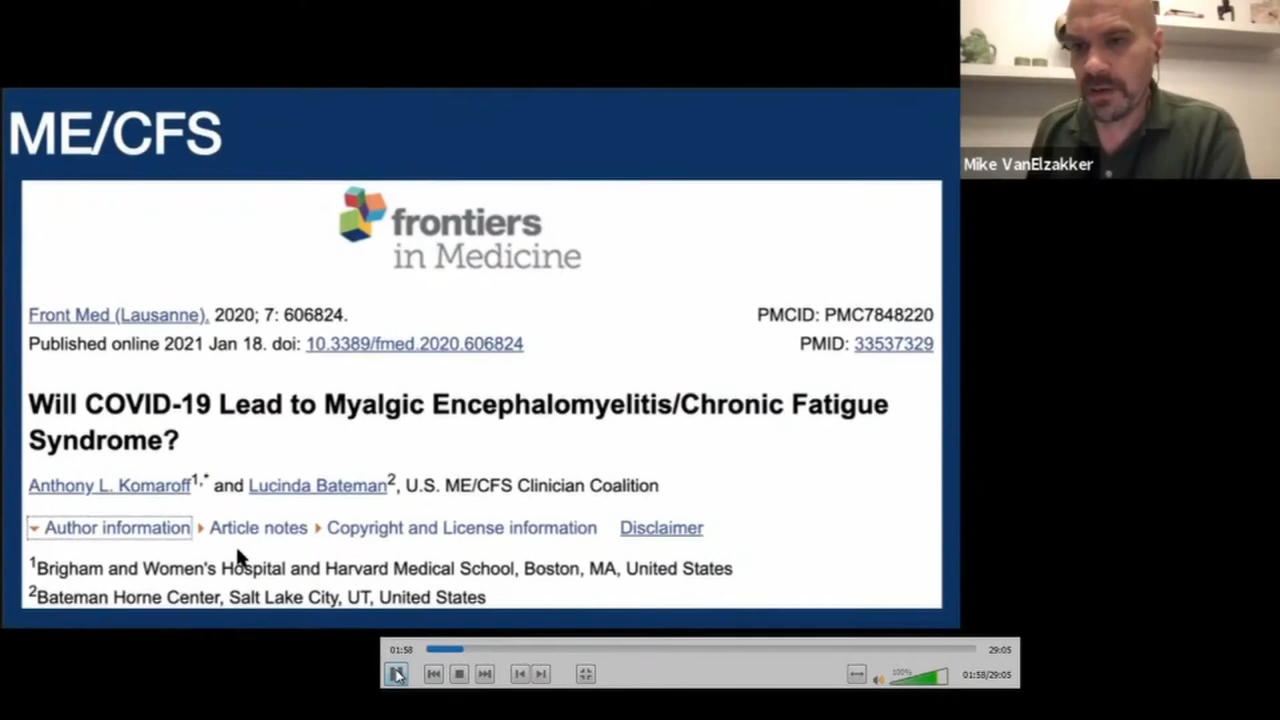 ME/CFS
frontiers
in Medicine
Front Med (Lausanne). 2020; 7: 606824.
PMCID: PMC7848220
Published online 2021 Jan 18. doi: 10.3389/fmed.2020.606824
PMID: 33537329
Will COVID-19 Lead to Myalgic Encephalomyelitis/Chronic Fatigue
Syndrome?
Anthony L. Komaroff1,* and Lucinda Bateman2, U.S. ME/CFS Clinician Coalition
Author information Article notes Copyright and License information Disclaimer
1Brigham and Women's Hospital and Harvard Medical School, Boston, MA, United States
2Bateman Horne Center, Salt Lake City, UT, United States
Mike VanElzakker
01:58
29:05
100%
01:58/29:05